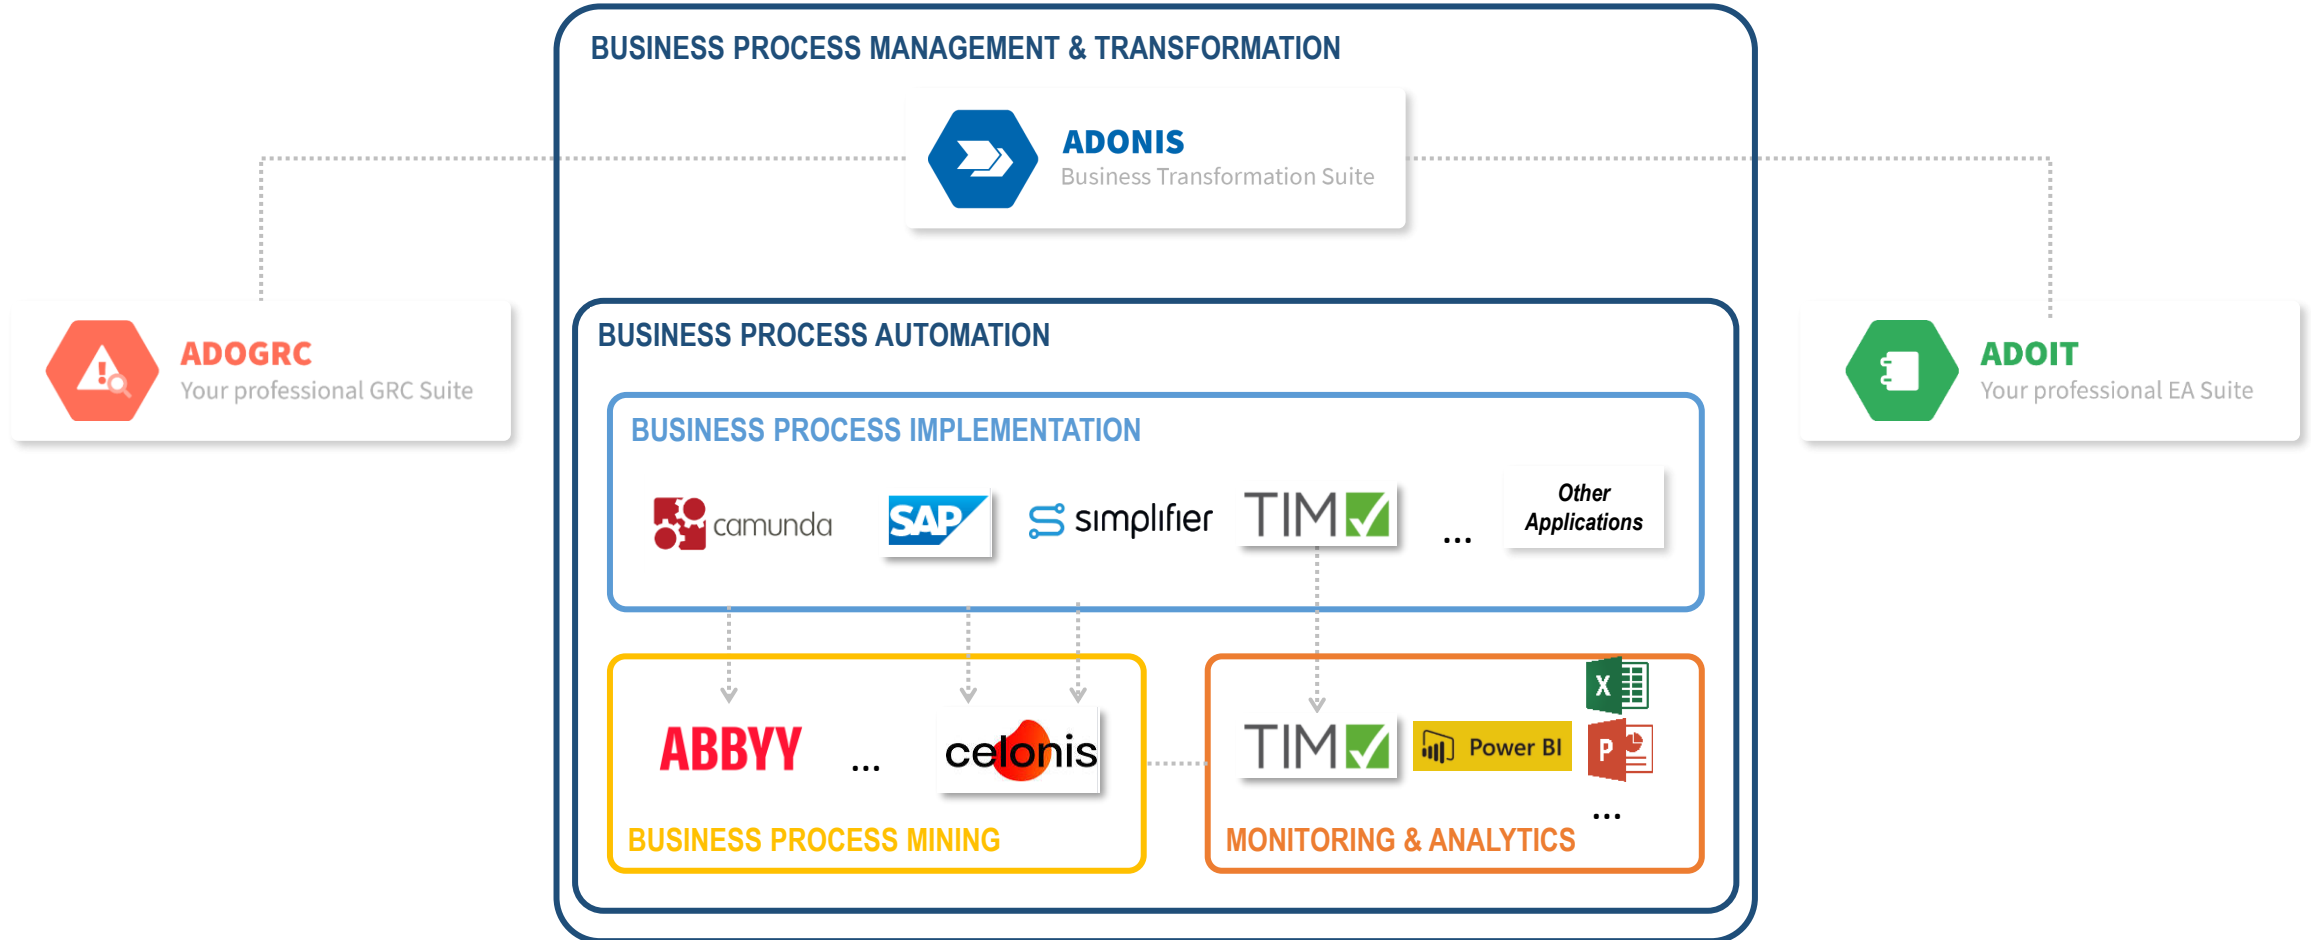 BUSINESS PROCESS MANAGEMENT & TRANSFORMATION
ADONIS
Business Transformation Suite
ADOGRC
Your professional GRC Suite
ADOIT
Your professional EA Suite
BUSINESS PROCESS AUTOMATION
BUSINESS PROCESS IMPLEMENTATION
camunda
SAP
simplifier
TIM
...
Other
Applications
ABBYY
...
celonis
BUSINESS PROCESS MINING
TIM
Power BI
X
P
...
MONITORING & ANALYTICS